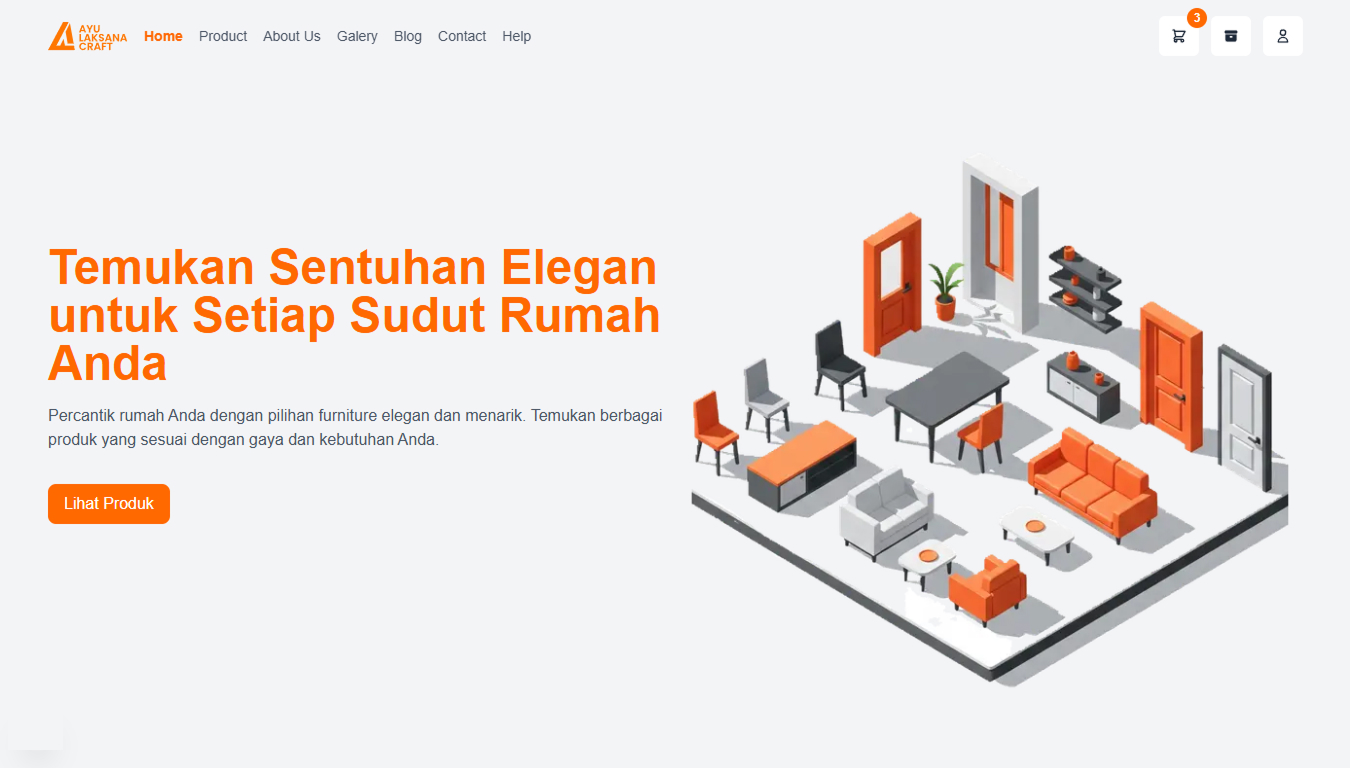 AYU
LAKSANA
CRAFT
Home Product About Us Galery Blog Contact Help
3
Temukan Sentuhan Elegan
untuk Setiap Sudut Rumah
Anda
Percantik rumah Anda dengan pilihan furniture elegan dan menarik. Temukan berbagai
produk yang sesuai dengan gaya dan kebutuhan Anda.
Lihat Produk